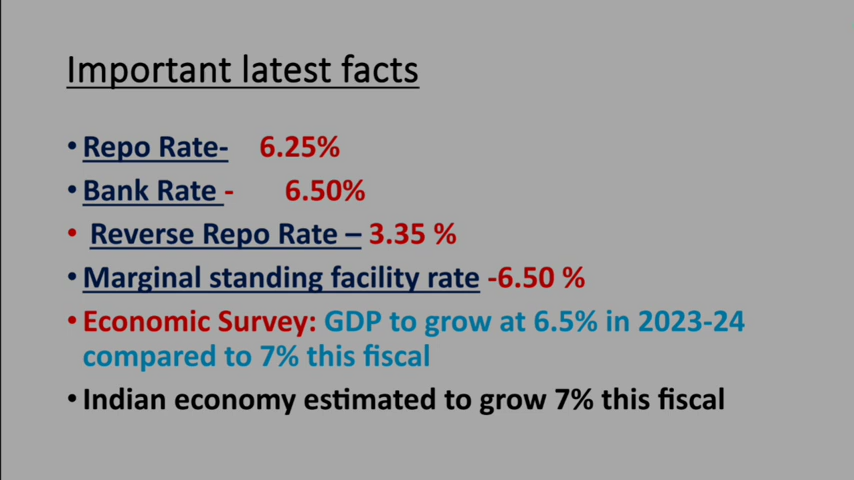 Important latest facts
• Repo Rate- 6.25%
• Bank Rate - 6.50%
• Reverse Repo Rate – 3.35 %
• Marginal standing facility rate -6.50 %
• Economic Survey: GDP to grow at 6.5% in 2023-24
compared to 7% this fiscal
• Indian economy estimated to grow 7% this fiscal